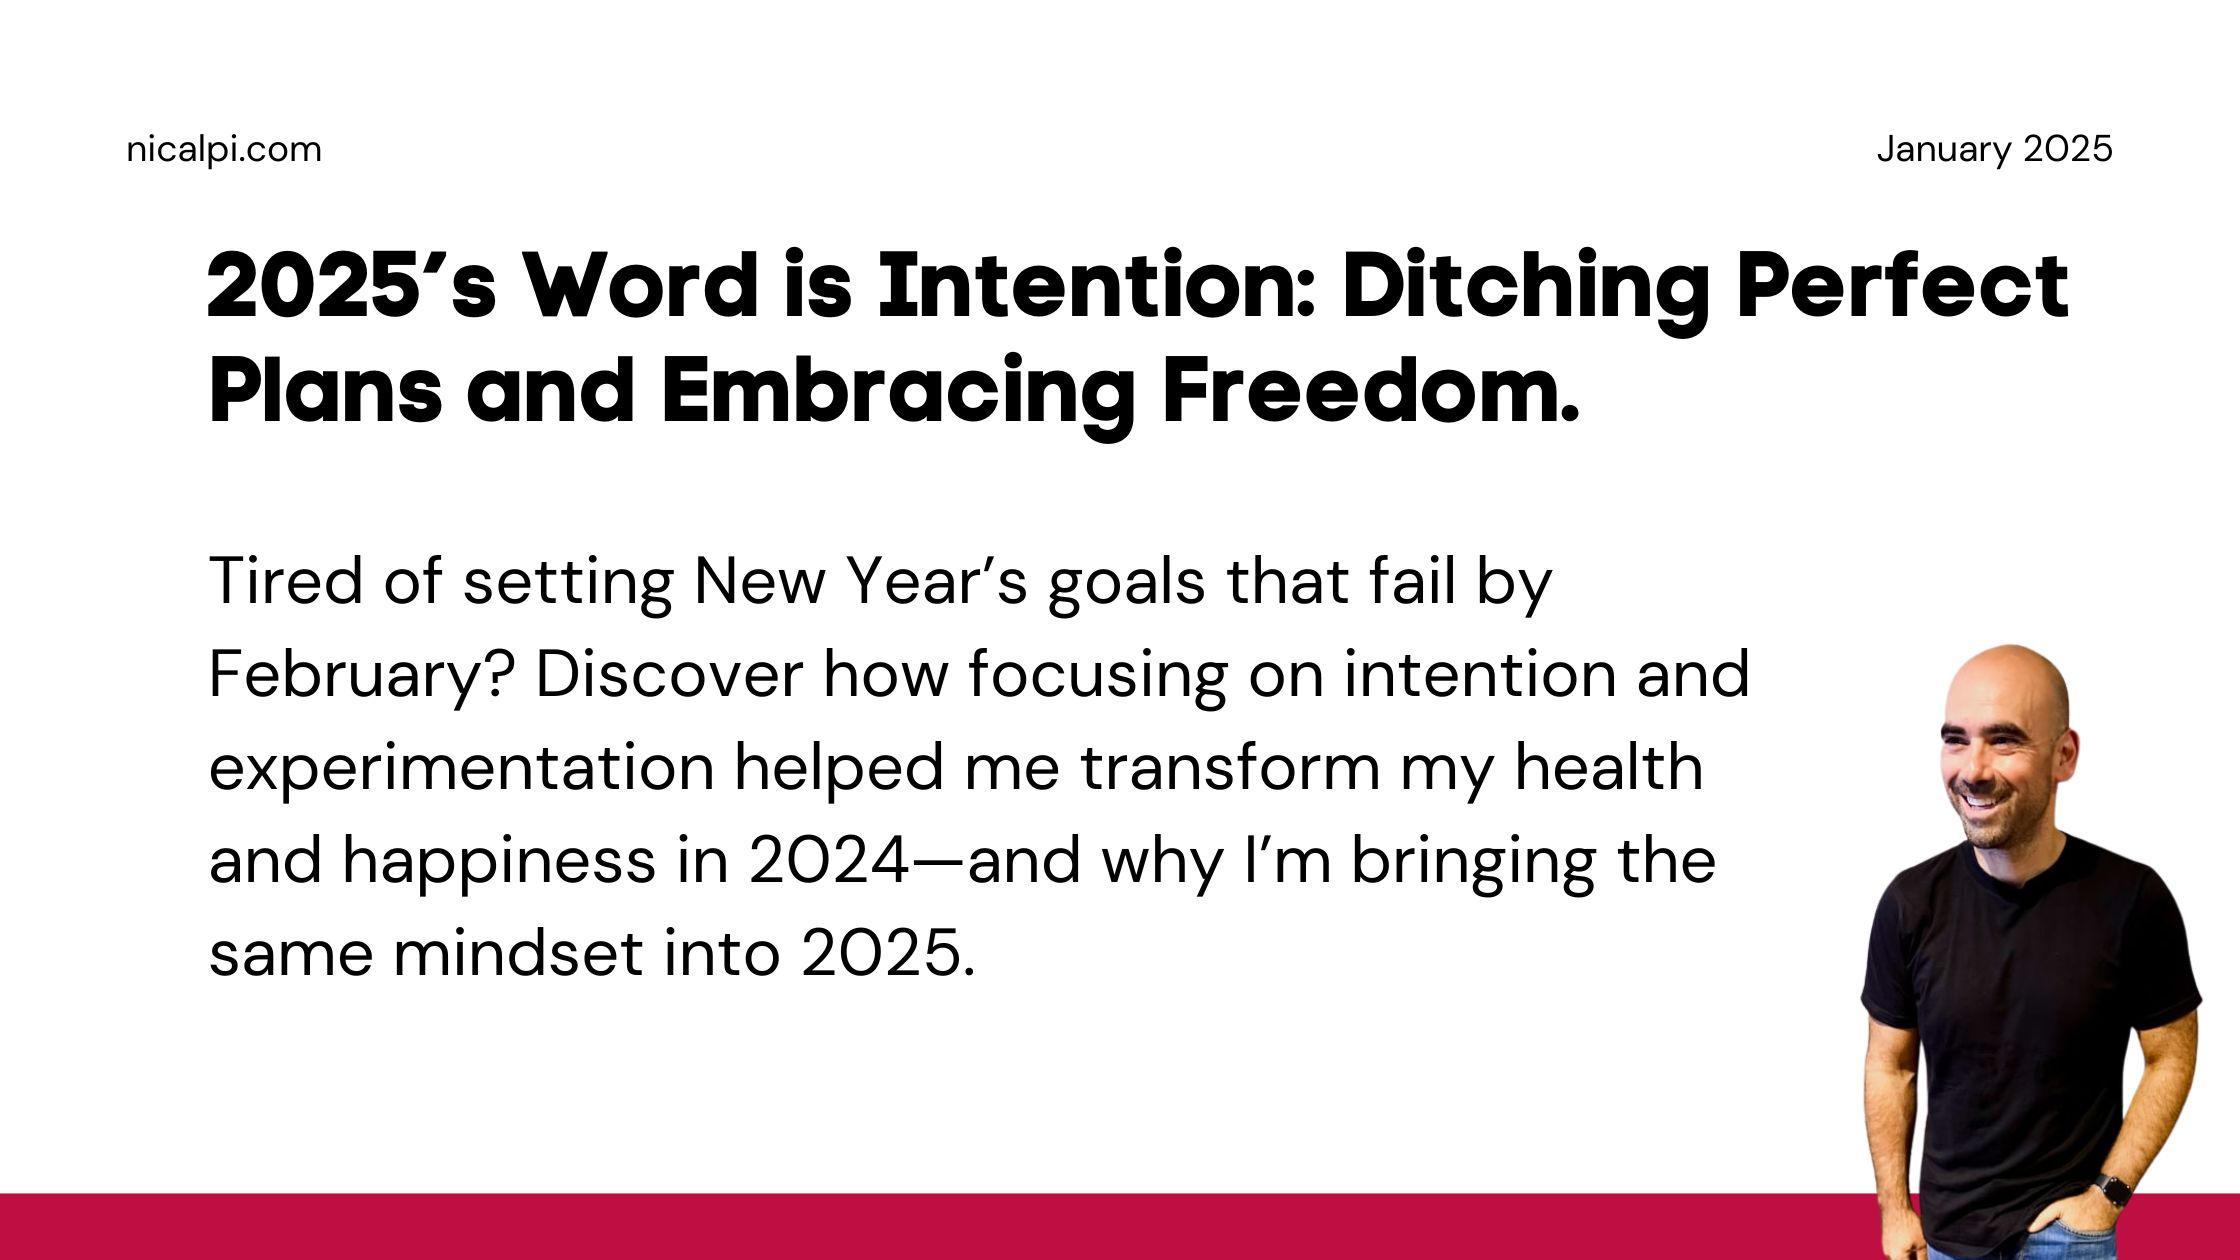 nicalpi.com
January 2025
2025’s Word is Intention: Ditching Perfect
Plans and Embracing Freedom.
Tired of setting New Year’s goals that fail by
February? Discover how focusing on intention and
experimentation helped me transform my health
and happiness in 2024—and why I’m bringing the
same mindset into 2025.